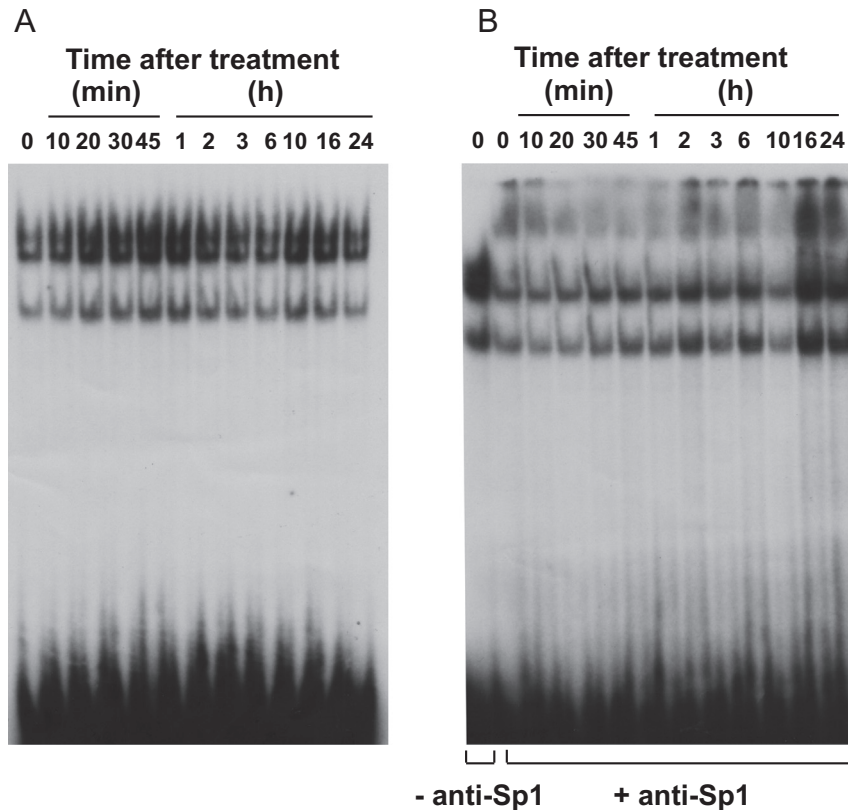 A
Time after treatment
(min) (h)
0 10 20 30 45 1 2 3 6 10 16 24
B
Time after treatment
(min) (h)
0 0 10 20 30 45 1 2 3 6 10 16 24
- anti-Sp1 + anti-Sp1